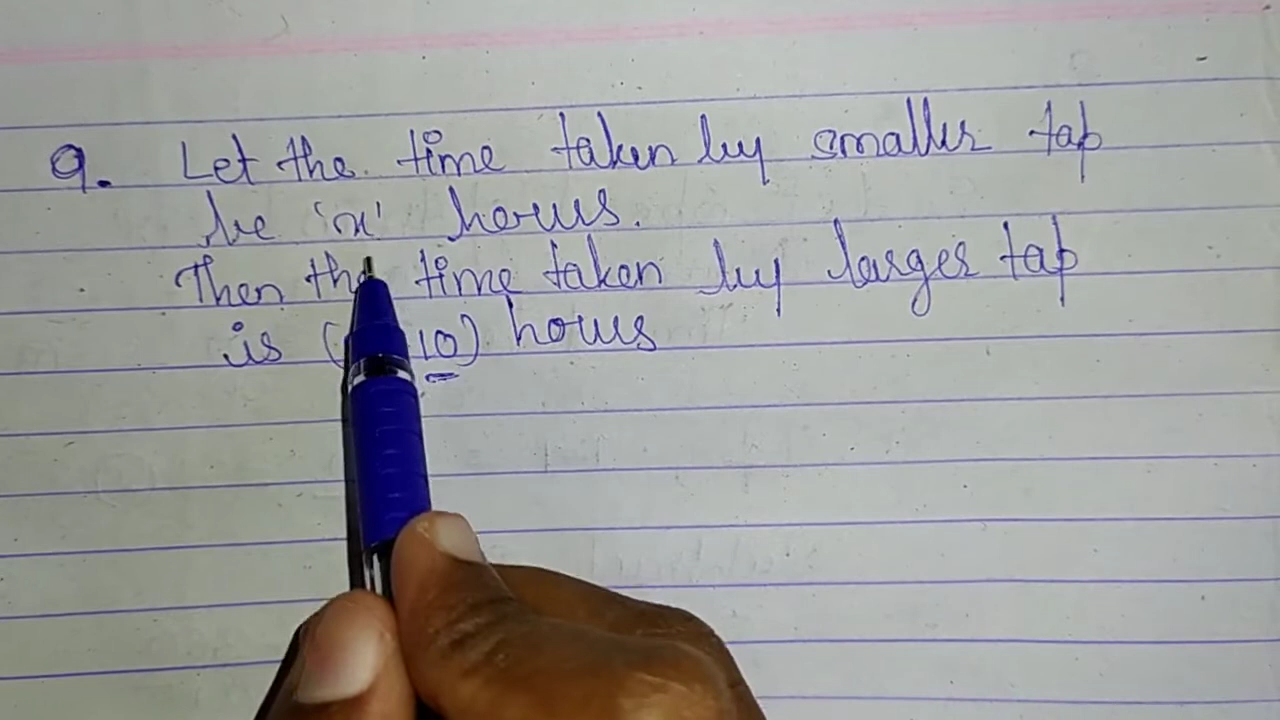 9. Let the time taken by smaller tap
be 'x' hours.
Then the time taken by larger tap
is ( 10) hours